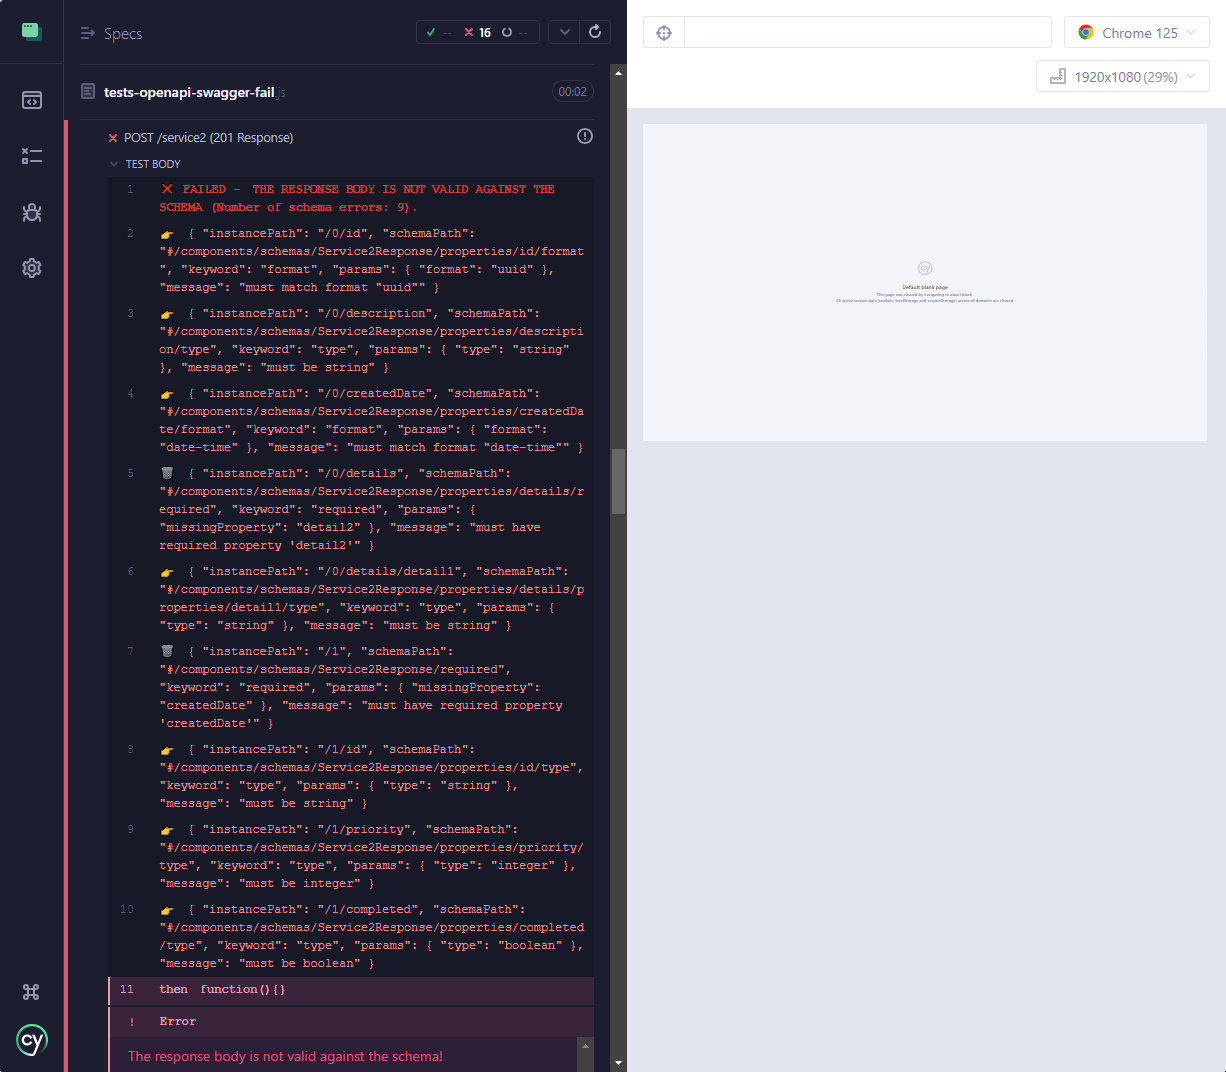 Specs
-- 16 --
tests-openapi-swagger-fail.js
00:02
POST /service2 (201 Response)
TEST BODY
1 FAILED - THE RESPONSE BODY IS NOT VALID AGAINST THE
SCHEMA (Number of schema errors: 9).
2 { "instancePath": "/0/id", "schemaPath":
"#/components/schemas/Service2Response/properties/id/format
", "keyword": "format", "params": { "format": "uuid" },
"message": "must match format "uuid"" }
3 { "instancePath": "/0/description", "schemaPath":
"#/components/schemas/Service2Response/properties/descripti
on/type", "keyword": "type", "params": { "type": "string"
}, "message": "must be string" }
4 { "instancePath": "/0/createdDate", "schemaPath":
"#/components/schemas/Service2Response/properties/createdDa
te/format", "keyword": "format", "params": { "format":
"date-time" }, "message": "must match format "date-time"" }
5 { "instancePath": "/0/details", "schemaPath":
"#/components/schemas/Service2Response/properties/details/r
equired", "keyword": "required", "params": {
"missingProperty": "detail2" }, "message": "must have
required property 'detail2'" }
6 { "instancePath": "/0/details/detail1", "schemaPath":
"#/components/schemas/Service2Response/properties/details/p
roperties/detail1/type", "keyword": "type", "params": {
"type": "string" }, "message": "must be string" }
7 { "instancePath": "/1", "schemaPath":
"#/components/schemas/Service2Response/required",
"keyword": "required", "params": { "missingProperty":
"createdDate" }, "message": "must have required property
'createdDate'" }
8 { "instancePath": "/1/id", "schemaPath":
"#/components/schemas/Service2Response/properties/id/type",
"keyword": "type", "params": { "type": "string" },
"message": "must be string" }
9 { "instancePath": "/1/priority", "schemaPath":
"#/components/schemas/Service2Response/properties/priority/
type", "keyword": "type", "params": { "type": "integer" },
"message": "must be integer" }
10 { "instancePath": "/1/completed", "schemaPath":
"#/components/schemas/Service2Response/properties/completed
/type", "keyword": "type", "params": { "type": "boolean" },
"message": "must be boolean" }
11 then function(){}
! Error
The response body is not valid against the schema!
cy
Chrome 125
1920x1080 (29%)
cy
Default blank page
This page was cleared by navigating to about:blank.
All active session data (cookies, localStorage and sessionStorage) across all domains are cleared.